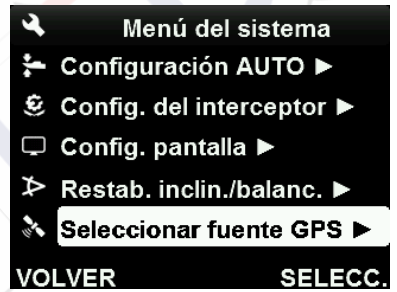 Menú del sistema
Configuración AUTO ►
Config. del interceptor ►
Config. pantalla ►
Restab. inclin./balanc. ►
Seleccionar fuente GPS ►
VOLVER SELECC.